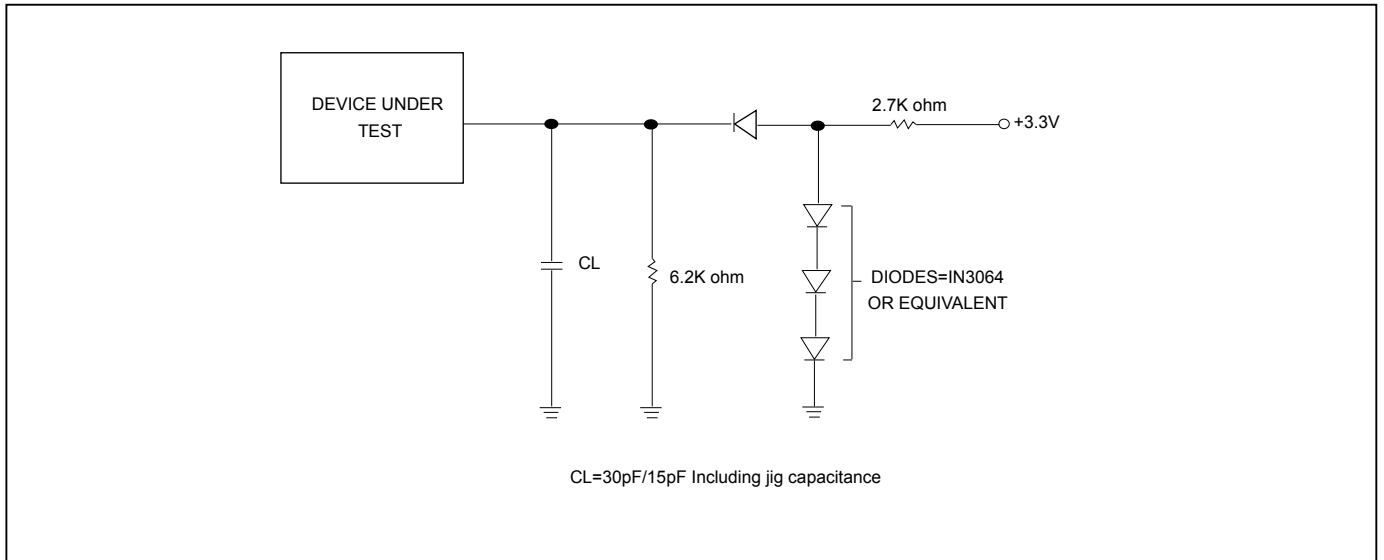 DEVICE UNDER
TEST
2.7K ohm
+3.3V
CL
6.2K ohm
DIODES=IN3064
OR EQUIVALENT
CL=30pF/15pF Including jig capacitance